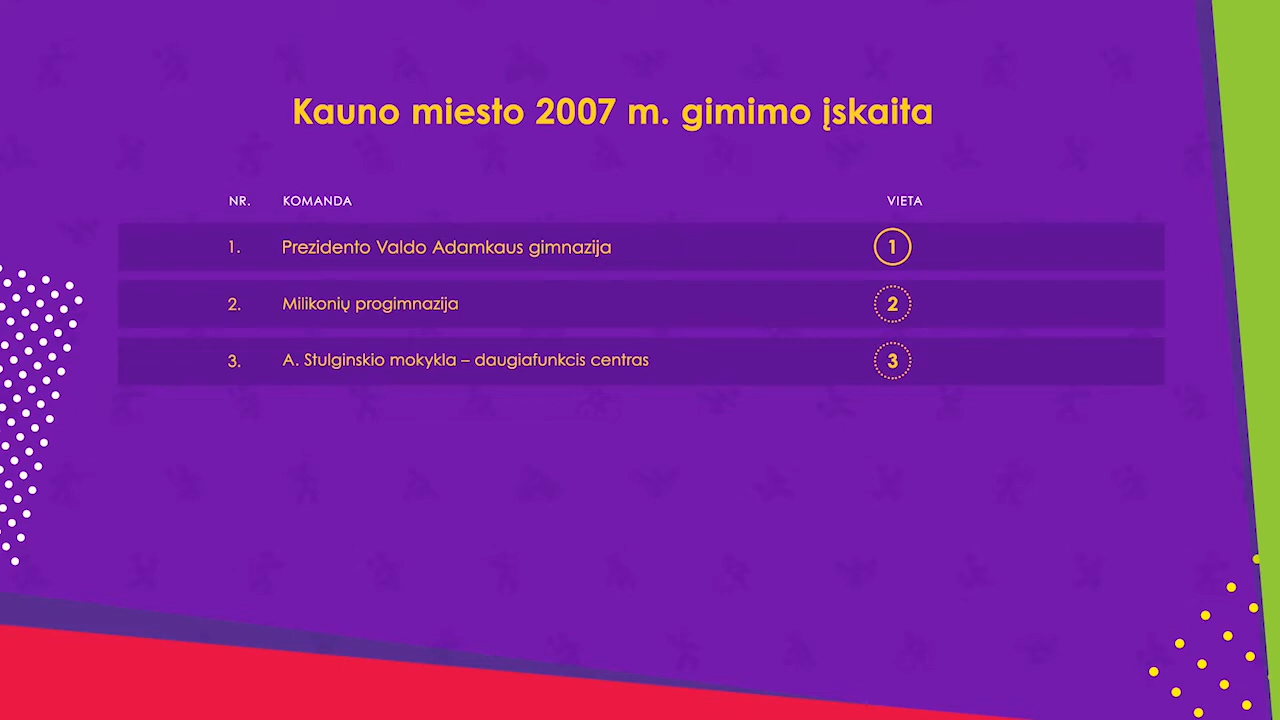 Kauno miesto 2007 m. gimimo įskaita
NR. KOMANDA VIETA
1. Prezidento Valdo Adamkaus gimnazija 1
2. Milikonių progimnazija 2
3. A. Stulginskio mokykla – daugiafunkcis centras 3